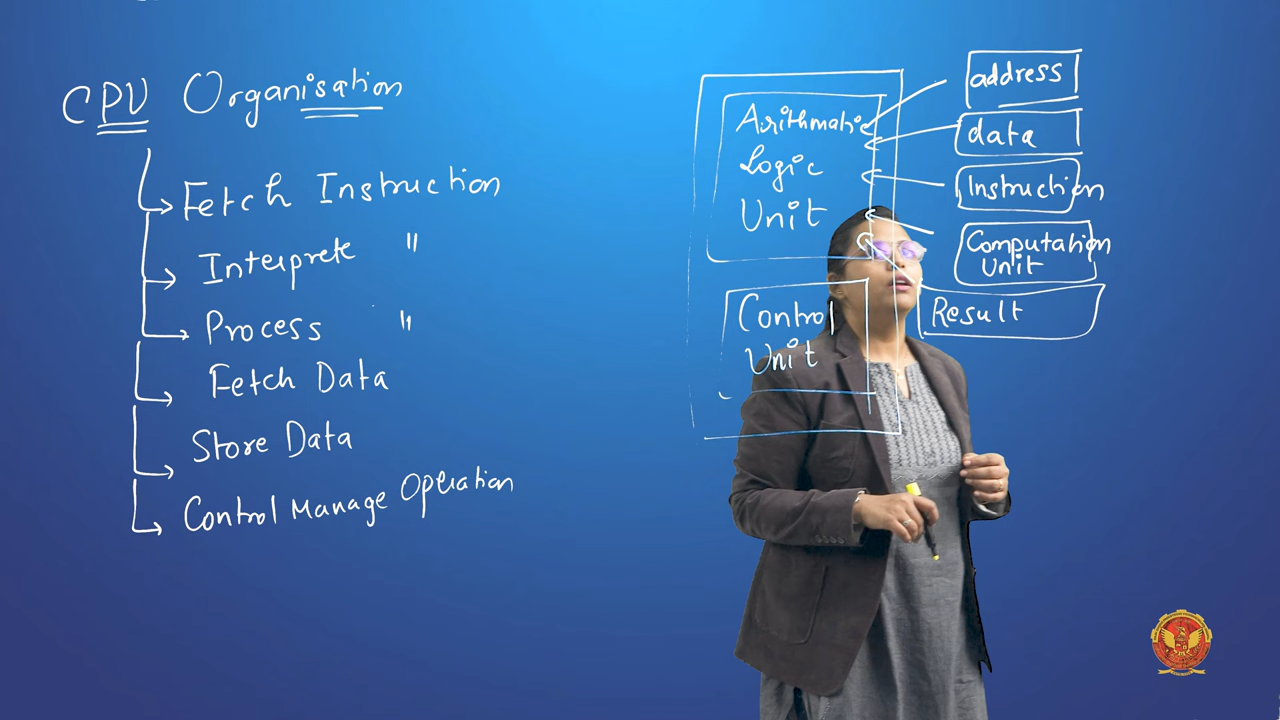 CPU Organisation
Fetch Instruction
Interprete "
Process "
Fetch Data
Store Data
Control Manage Operation
Arithmatic
Logic
Unit
Control
Unit
address
data
Instruction
Computation
Unit
Result